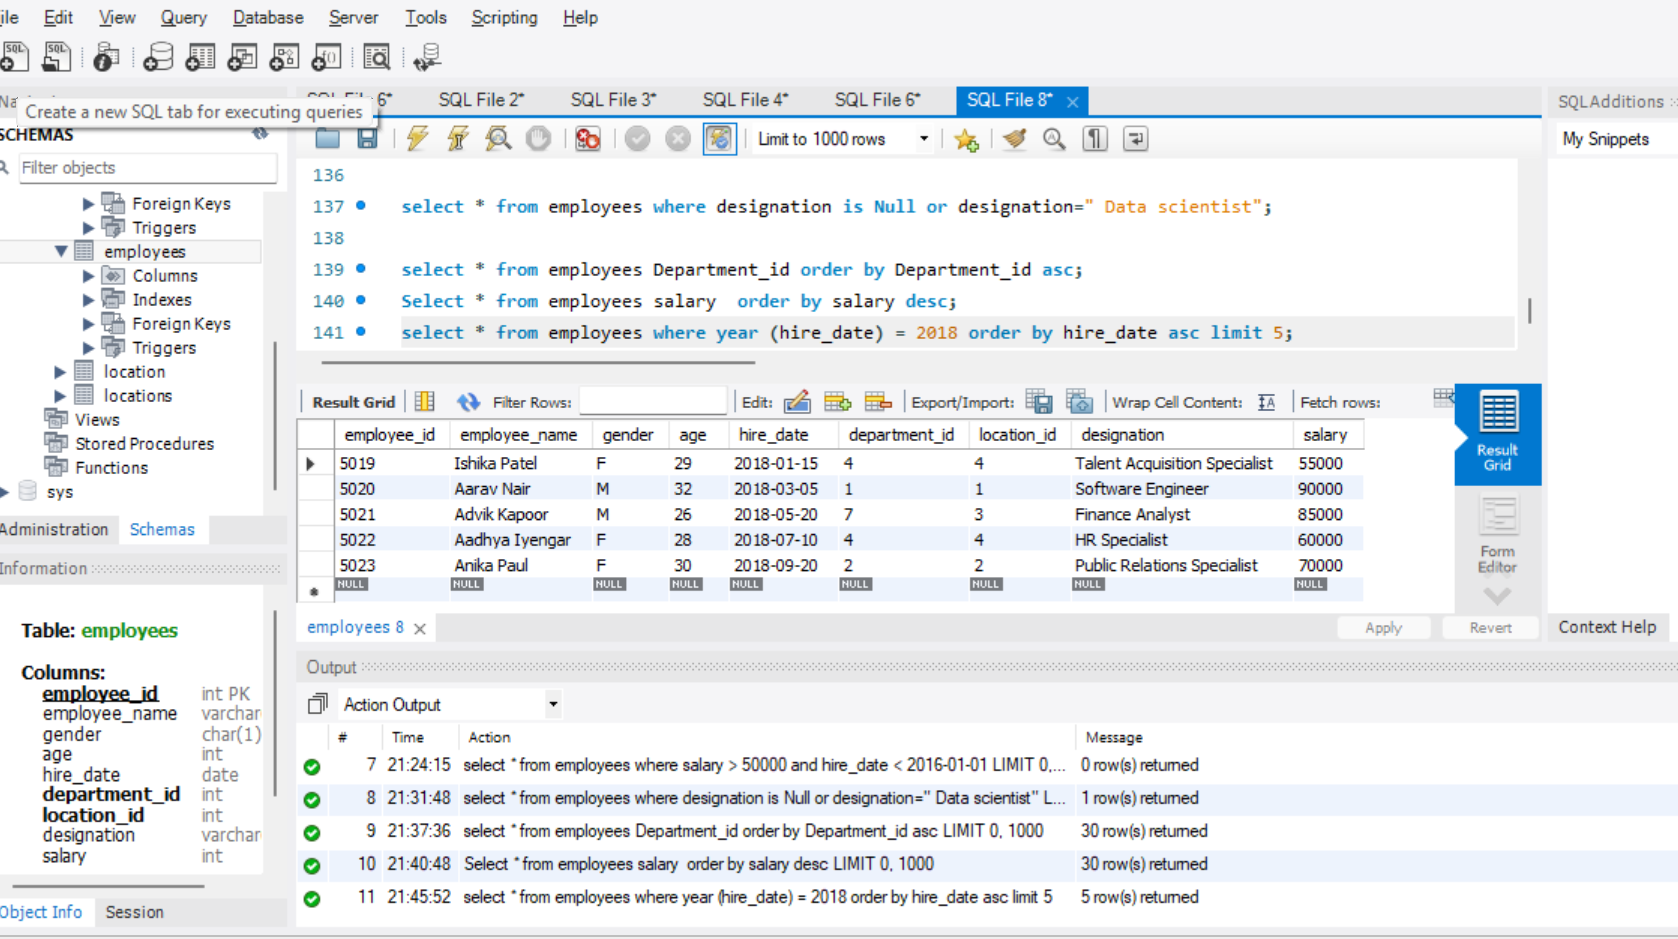 ile Edit View Query Database Server Tools Scripting Help
Create a new SQL tab for executing queries
6* SQL File 2* SQL File 3* SQL File 4* SQL File 6* SQL File 8* SQLAdditions
SCHEMAS
Limit to 1000 rows
My Snippets
Filter objects
Foreign Keys
Triggers
employees
Columns
Indexes
Foreign Keys
Triggers
location
locations
Views
Stored Procedures
Functions
sys
Administration Schemas
Information
Table: employees
Columns:
employee_id int PK
employee_name varchar
gender char(1)
age int
hire_date date
department_id int
location_id int
designation varchar
salary int
Object Info Session
136
137 select * from employees where designation is Null or designation=" Data scientist";
138
139 select * from employees Department_id order by Department_id asc;
140 Select * from employees salary  order by salary desc;
141 select * from employees where year (hire_date) = 2018 order by hire_date asc limit 5;
Result Grid Filter Rows: Edit: Export/Import: Wrap Cell Content: Fetch rows:
employee_id employee_name gender age hire_date department_id location_id designation salary
5019 Ishika Patel F 29 2018-01-15 4 4 Talent Acquisition Specialist 55000
5020 Aarav Nair M 32 2018-03-05 1 1 Software Engineer 90000
5021 Advik Kapoor M 26 2018-05-20 7 3 Finance Analyst 85000
5022 Aadhya Iyengar F 28 2018-07-10 4 4 HR Specialist 60000
5023 Anika Paul F 30 2018-09-20 2 2 Public Relations Specialist 70000
NULL NULL NULL NULL NULL NULL NULL NULL NULL
Result
Grid
Form
Editor
employees 8 Apply Revert Context Help
Output
Action Output
# Time Action Message
7 21:24:15 select * from employees where salary > 50000 and hire_date < 2016-01-01 LIMIT 0,... 0 row(s) returned
8 21:31:48 select * from employees where designation is Null or designation=" Data scientist" L... 1 row(s) returned
9 21:37:36 select * from employees Department_id order by Department_id asc LIMIT 0, 1000 30 row(s) returned
10 21:40:48 Select * from employees salary  order by salary desc LIMIT 0, 1000 30 row(s) returned
11 21:45:52 select * from employees where year (hire_date) = 2018 order by hire_date asc limit 5 5 row(s) returned